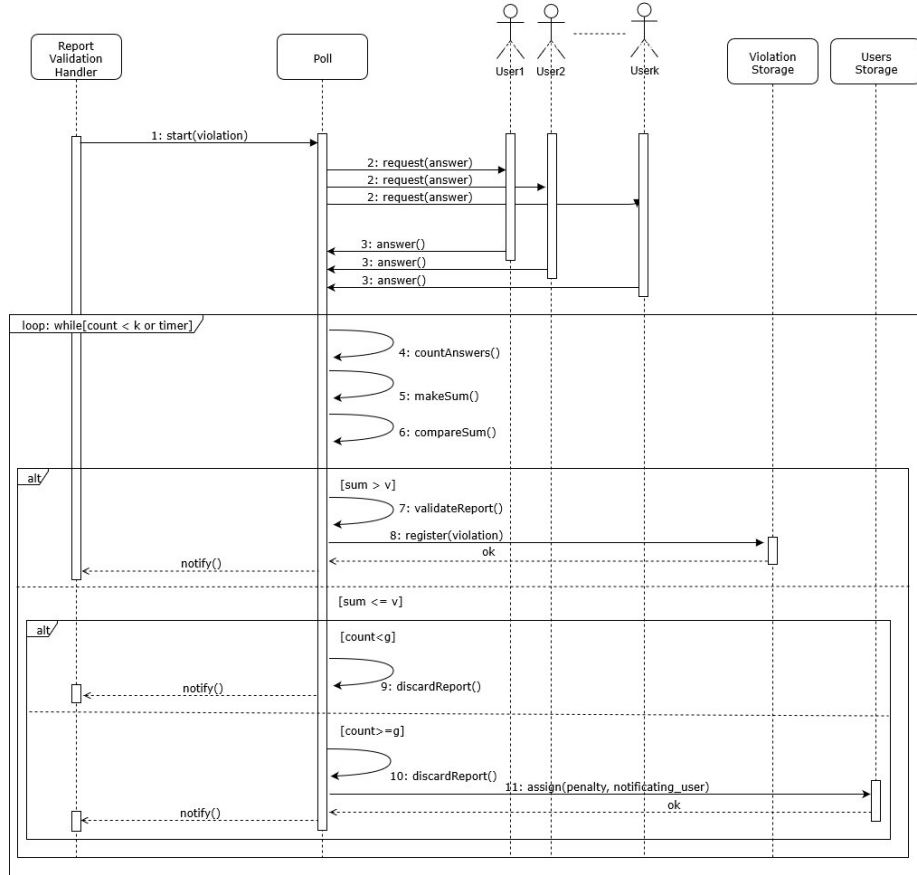 Report
Validation
Handler
Poll
User1
User2
Userk
Violation
Storage
Users
Storage
1: start(violation)
2: request(answer)
2: request(answer)
2: request(answer)
3: answer()
3: answer()
3: answer()
loop: while[count < k or timer]
4: countAnswers()
5: makeSum()
6: compareSum()
alt
[sum > v]
7: validateReport()
8: register(violation)
ok
notify()
[sum <= v]
alt
[count<g]
9: discardReport()
notify()
[count>=g]
10: discardReport()
11: assign(penalty, notificating_user)
ok
notify()